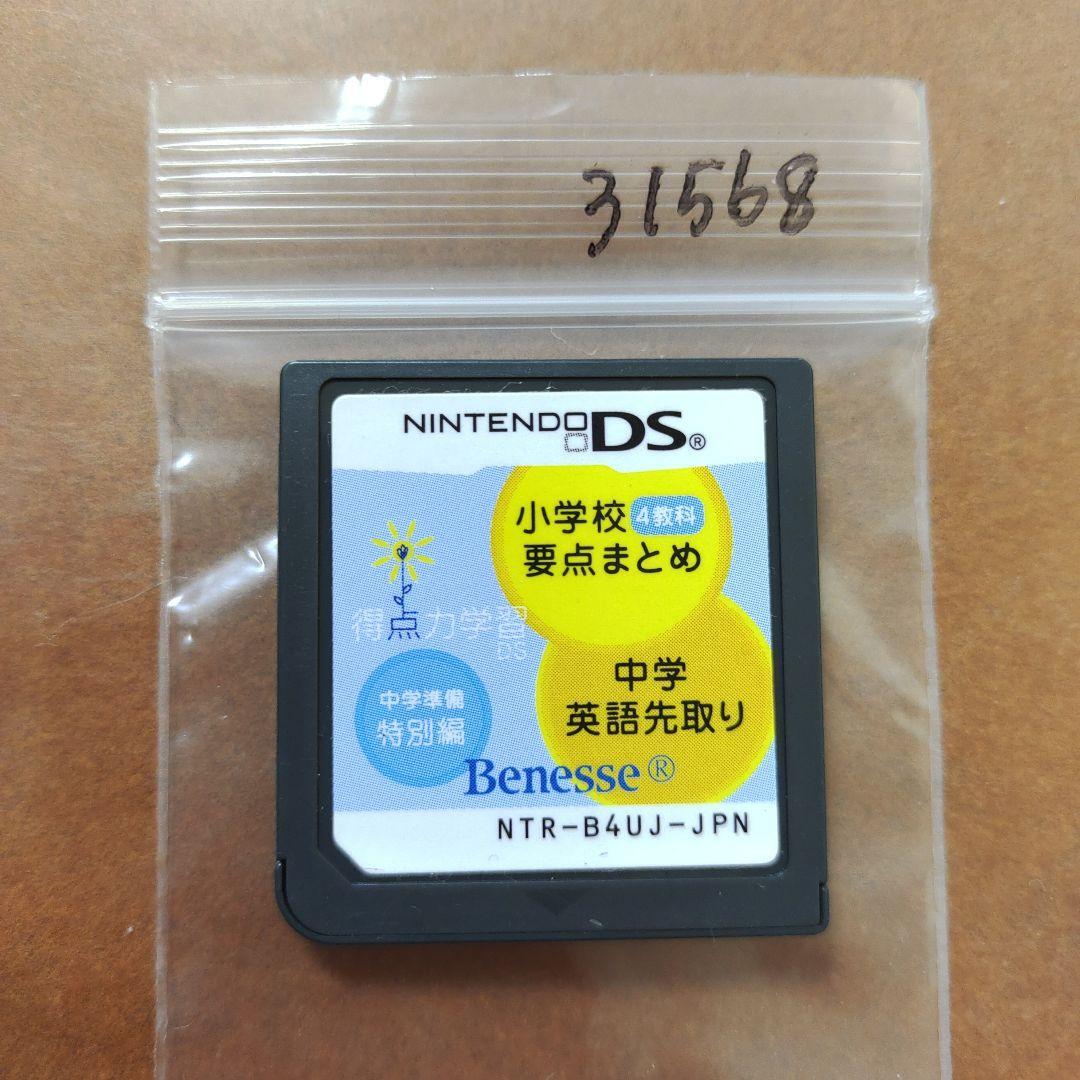 31568
NINTENDO DS®
小学校 4教科
要点まとめ
得点力学習
DS
中学準備
特別編
中学
英語先取り
Benesse®
NTR-B4UJ-JPN